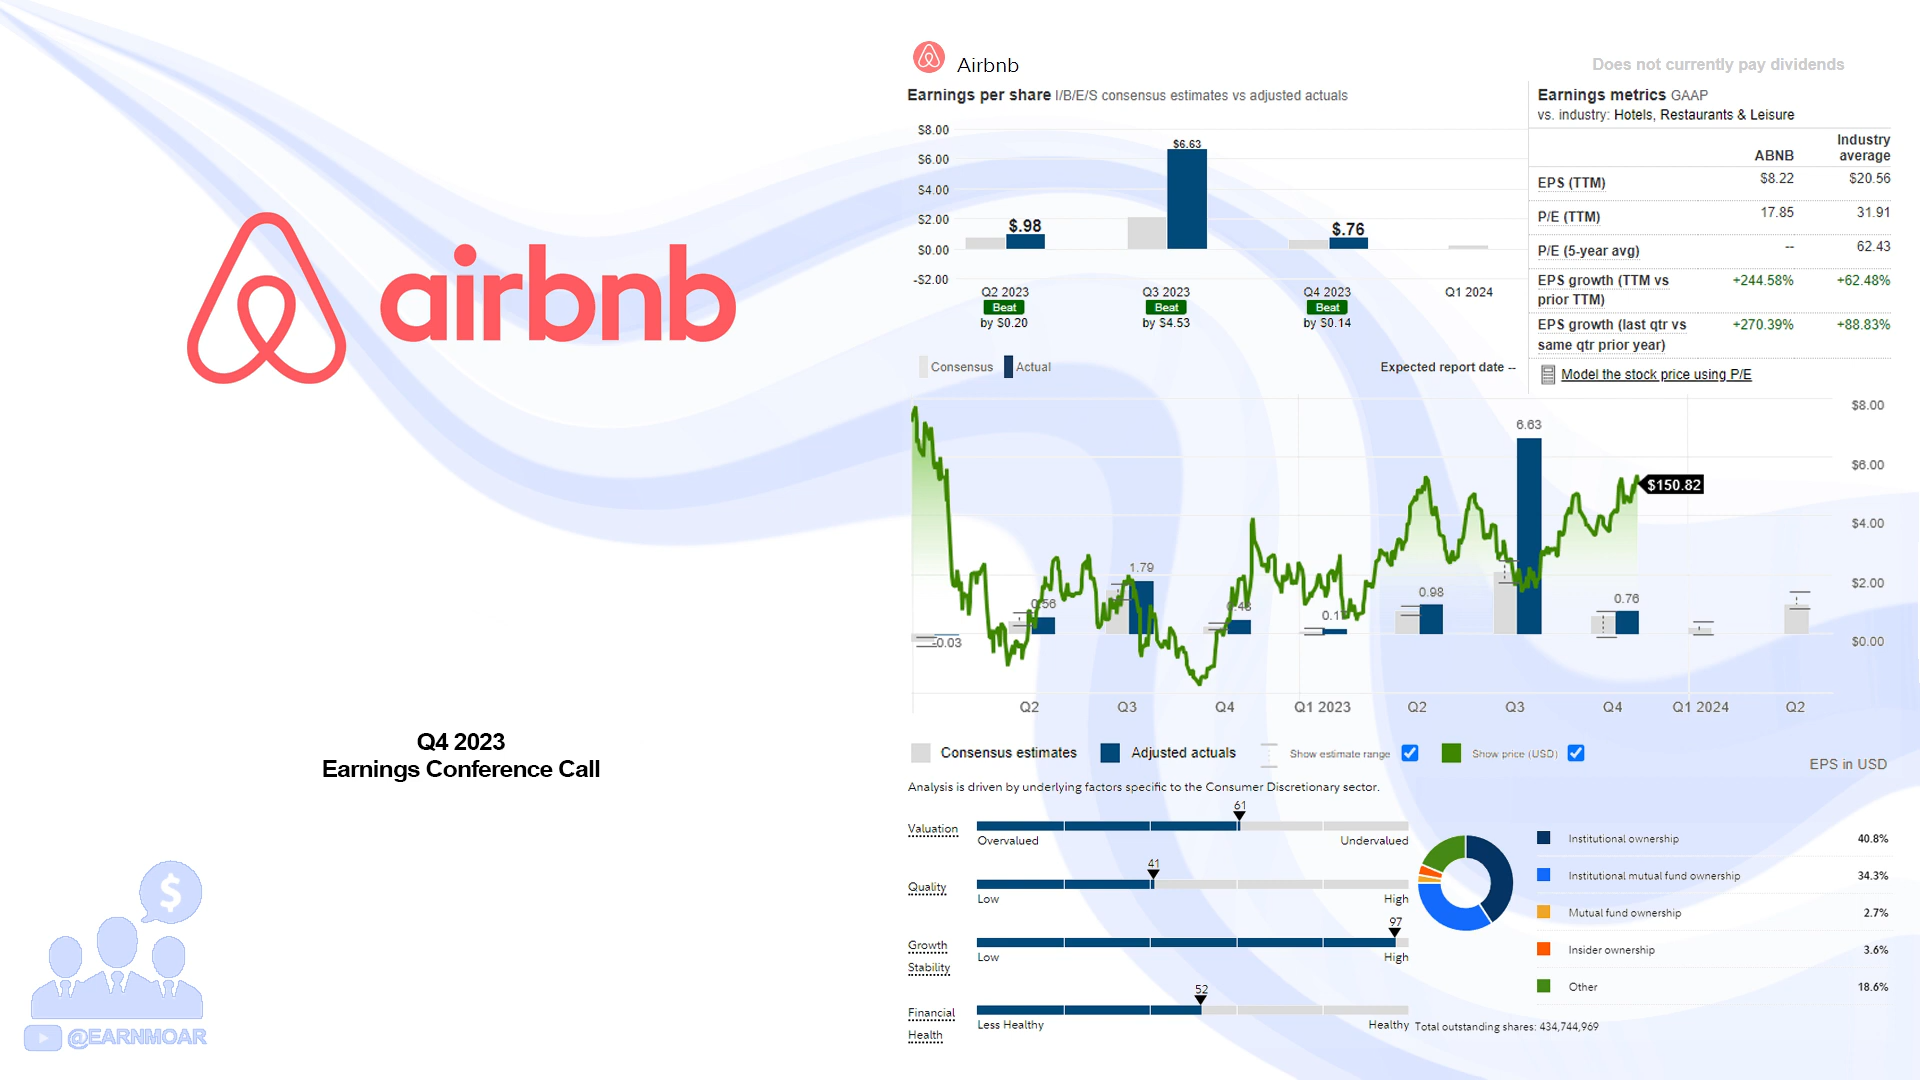 airbnb
Q4 2023
Earnings Conference Call
$
@EARNMOAR
Airbnb
Does not currently pay dividends
Earnings per share I/B/E/S consensus estimates vs adjusted actuals
$8.00
$6.00
$4.00
$2.00
$0.00
-$2.00
$.98
$6.63
$.76
Q2 2023
Beat
by $0.20
Q3 2023
Beat
by $4.53
Q4 2023
Beat
by $0.14
Q1 2024
Consensus
Actual
Expected report date --
Earnings metrics GAAP
vs. industry: Hotels, Restaurants & Leisure
ABNB Industry average
EPS (TTM) $8.22 $20.56
P/E (TTM) 17.85 31.91
P/E (5-year avg) -- 62.43
EPS growth (TTM vs prior TTM) +244.58% +62.48%
EPS growth (last qtr vs same qtr prior year) +270.39% +88.83%
Model the stock price using P/E
$8.00
$6.00
$4.00
$2.00
$0.00
-0.03
0.56
1.79
0.48
0.98
6.63
0.76
$150.82
Q2 Q3 Q4 Q1 2023 Q2 Q3 Q4 Q1 2024 Q2
Consensus estimates Adjusted actuals Show estimate range Show price (USD)
EPS in USD
Analysis is driven by underlying factors specific to the Consumer Discretionary sector.
Valuation
61
Overvalued Undervalued
Quality
41
Low High
Growth
Stability
97
Low High
Financial
Health
52
Less Healthy Healthy
Institutional ownership 40.8%
Institutional mutual fund ownership 34.3%
Mutual fund ownership 2.7%
Insider ownership 3.6%
Other 18.6%
Total outstanding shares: 434,744,969